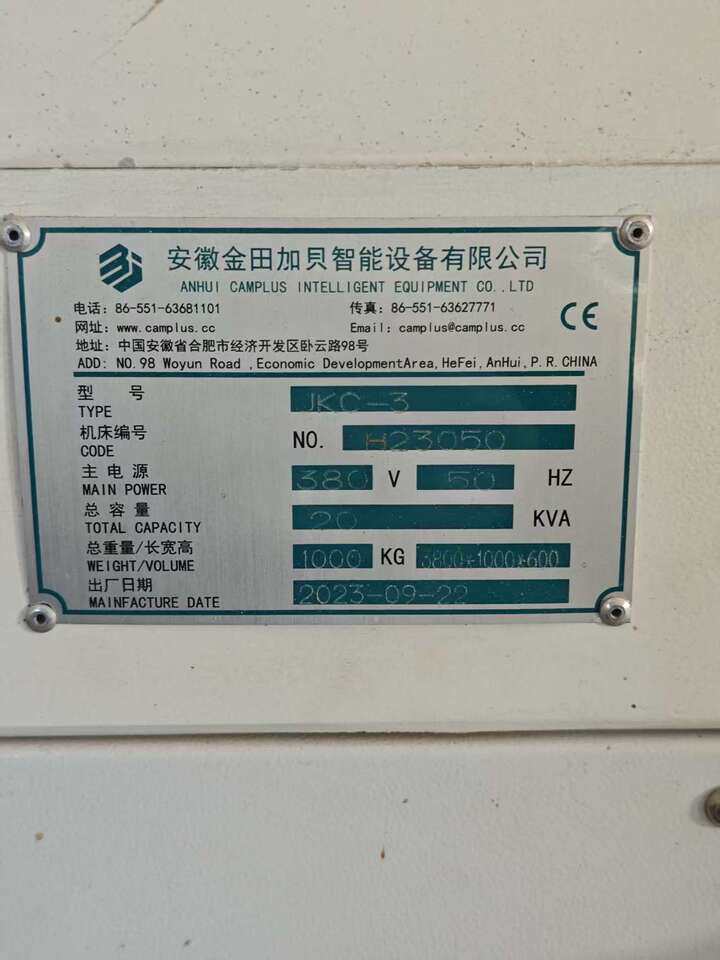 安徽金田加贝智能设备有限公司
ANHUI CAMPLUS INTELLIGENT EQUIPMENT CO.,LTD
电话: 86-551-63681101 传真: 86-551-63627771
网址: www.camplus.cc Email: camplus@camplus.cc
CE
地址: 中国安徽省合肥市经济开发区卧云路98号
ADD: NO.98 Woyun Road ,Economic DevelopmentArea,HeFei,AnHui,P.R.CHINA
型 号 JKC-3
TYPE
机床编号 NO. H23050
CODE
主 电 源 380 V 50 HZ
MAIN POWER
总 容 量 20 KVA
TOTAL CAPACITY
总重量/长宽高 1000 KG 3800×1000×600
WEIGHT/VOLUME
出厂日期 2023-09-22
MAINFACTURE DATE